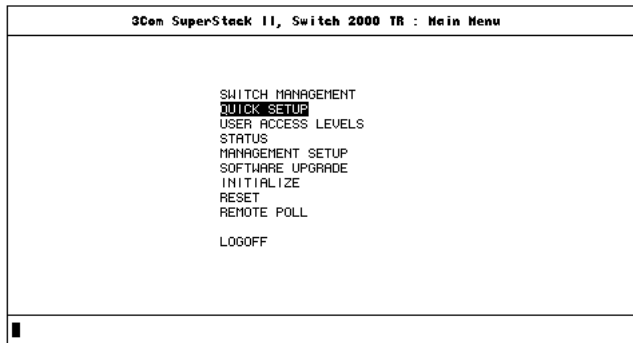 3Com SuperStack II, Switch 2000 TR : Main Menu
SWITCH MANAGEMENT
QUICK SETUP
USER ACCESS LEVELS
STATUS
MANAGEMENT SETUP
SOFTWARE UPGRADE
INITIALIZE
RESET
REMOTE POLL
LOGOFF